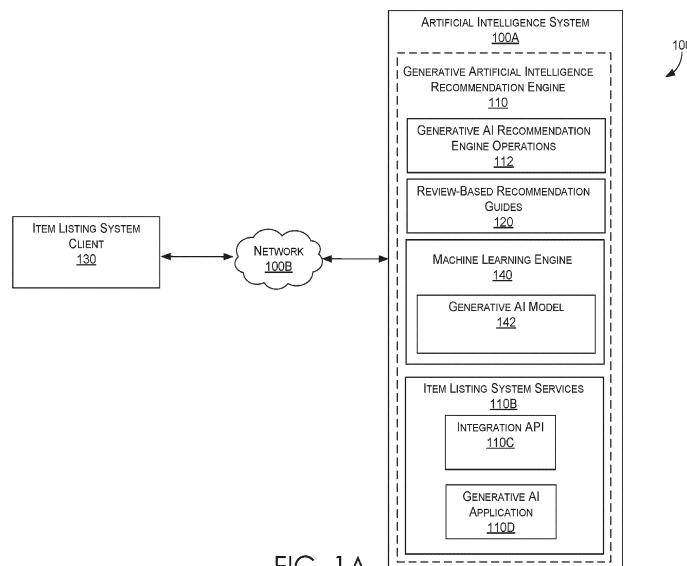 ARTIFICIAL INTELLIGENCE SYSTEM
100A
GENERATIVE ARTIFICIAL INTELLIGENCE
RECOMMENDATION ENGINE
110
GENERATIVE AI RECOMMENDATION
ENGINE OPERATIONS
112
REVIEW-BASED RECOMMENDATION
GUIDES
120
MACHINE LEARNING ENGINE
140
GENERATIVE AI MODEL
142
ITEM LISTING SYSTEM SERVICES
110B
INTEGRATION API
110C
GENERATIVE AI
APPLICATION
110D
ITEM LISTING SYSTEM
CLIENT
130
NETWORK
100B
FIG. 1A